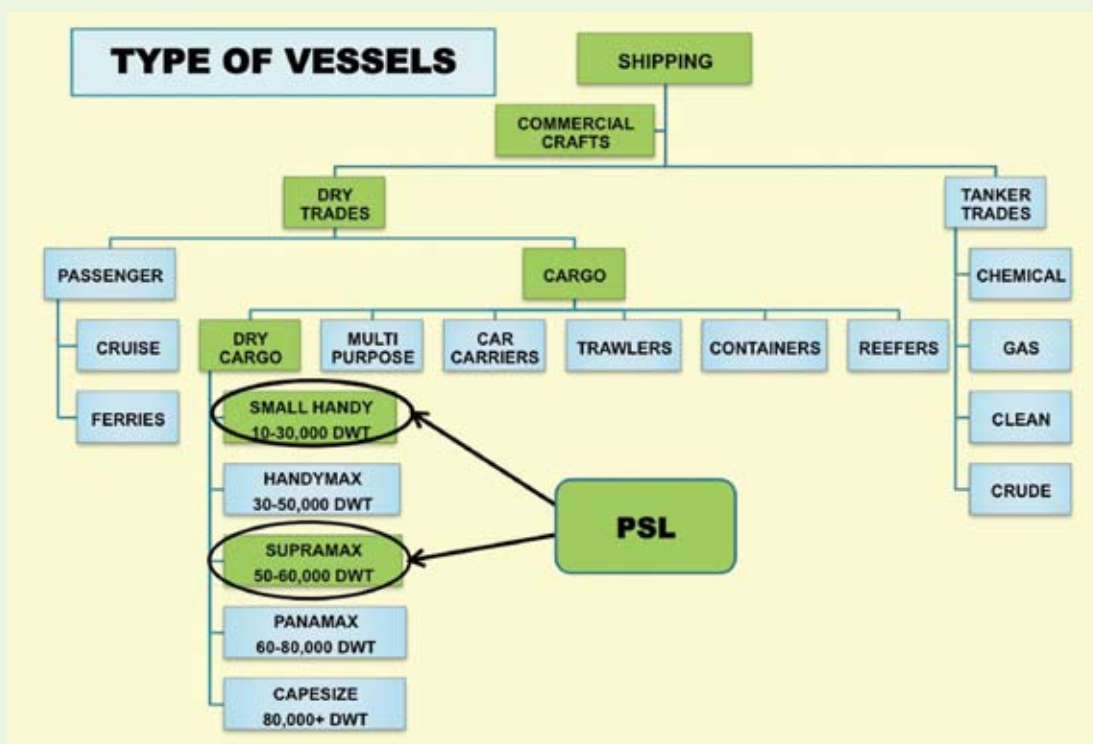 TYPE OF VESSELS
SHIPPING
COMMERCIAL
CRAFTS
DRY
TRADES
TANKER
TRADES
PASSENGER
CARGO
CHEMICAL
CRUISE
DRY
CARGO
MULTI
PURPOSE
CAR
CARRIERS
TRAWLERS
CONTAINERS
REEFERS
GAS
FERRIES
SMALL HANDY
10-30,000 DWT
CLEAN
HANDYMAX
30-50,000 DWT
CRUDE
PSL
SUPRAMAX
50-60,000 DWT
PANAMAX
60-80,000 DWT
CAPESIZE
80,000+ DWT